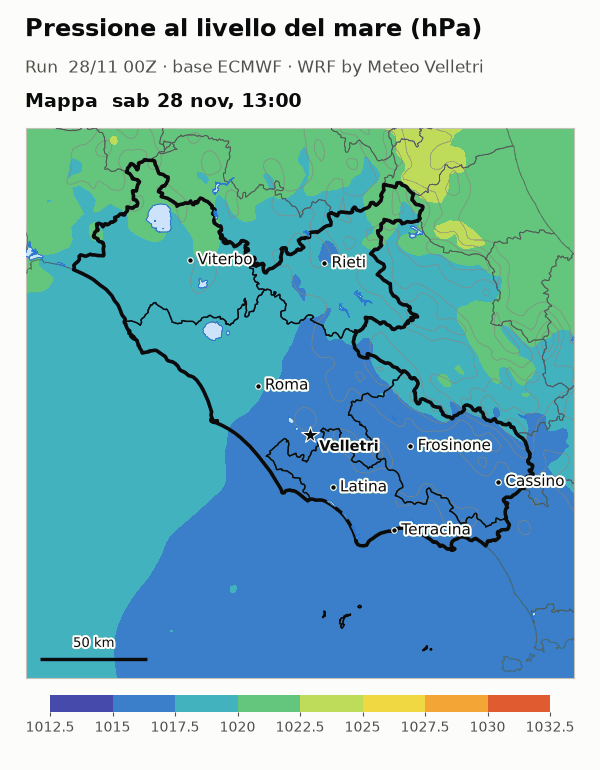 Pressione al livello del mare (hPa)
Run  28/11 00Z · base ECMWF · WRF by Meteo Velletri
Mappa  sab 28 nov, 13:00
Viterbo
Rieti
Roma
Velletri
Frosinone
Cassino
Latina
Terracina
50 km
1012.5 1015 1017.5 1020 1022.5 1025 1027.5 1030 1032.5